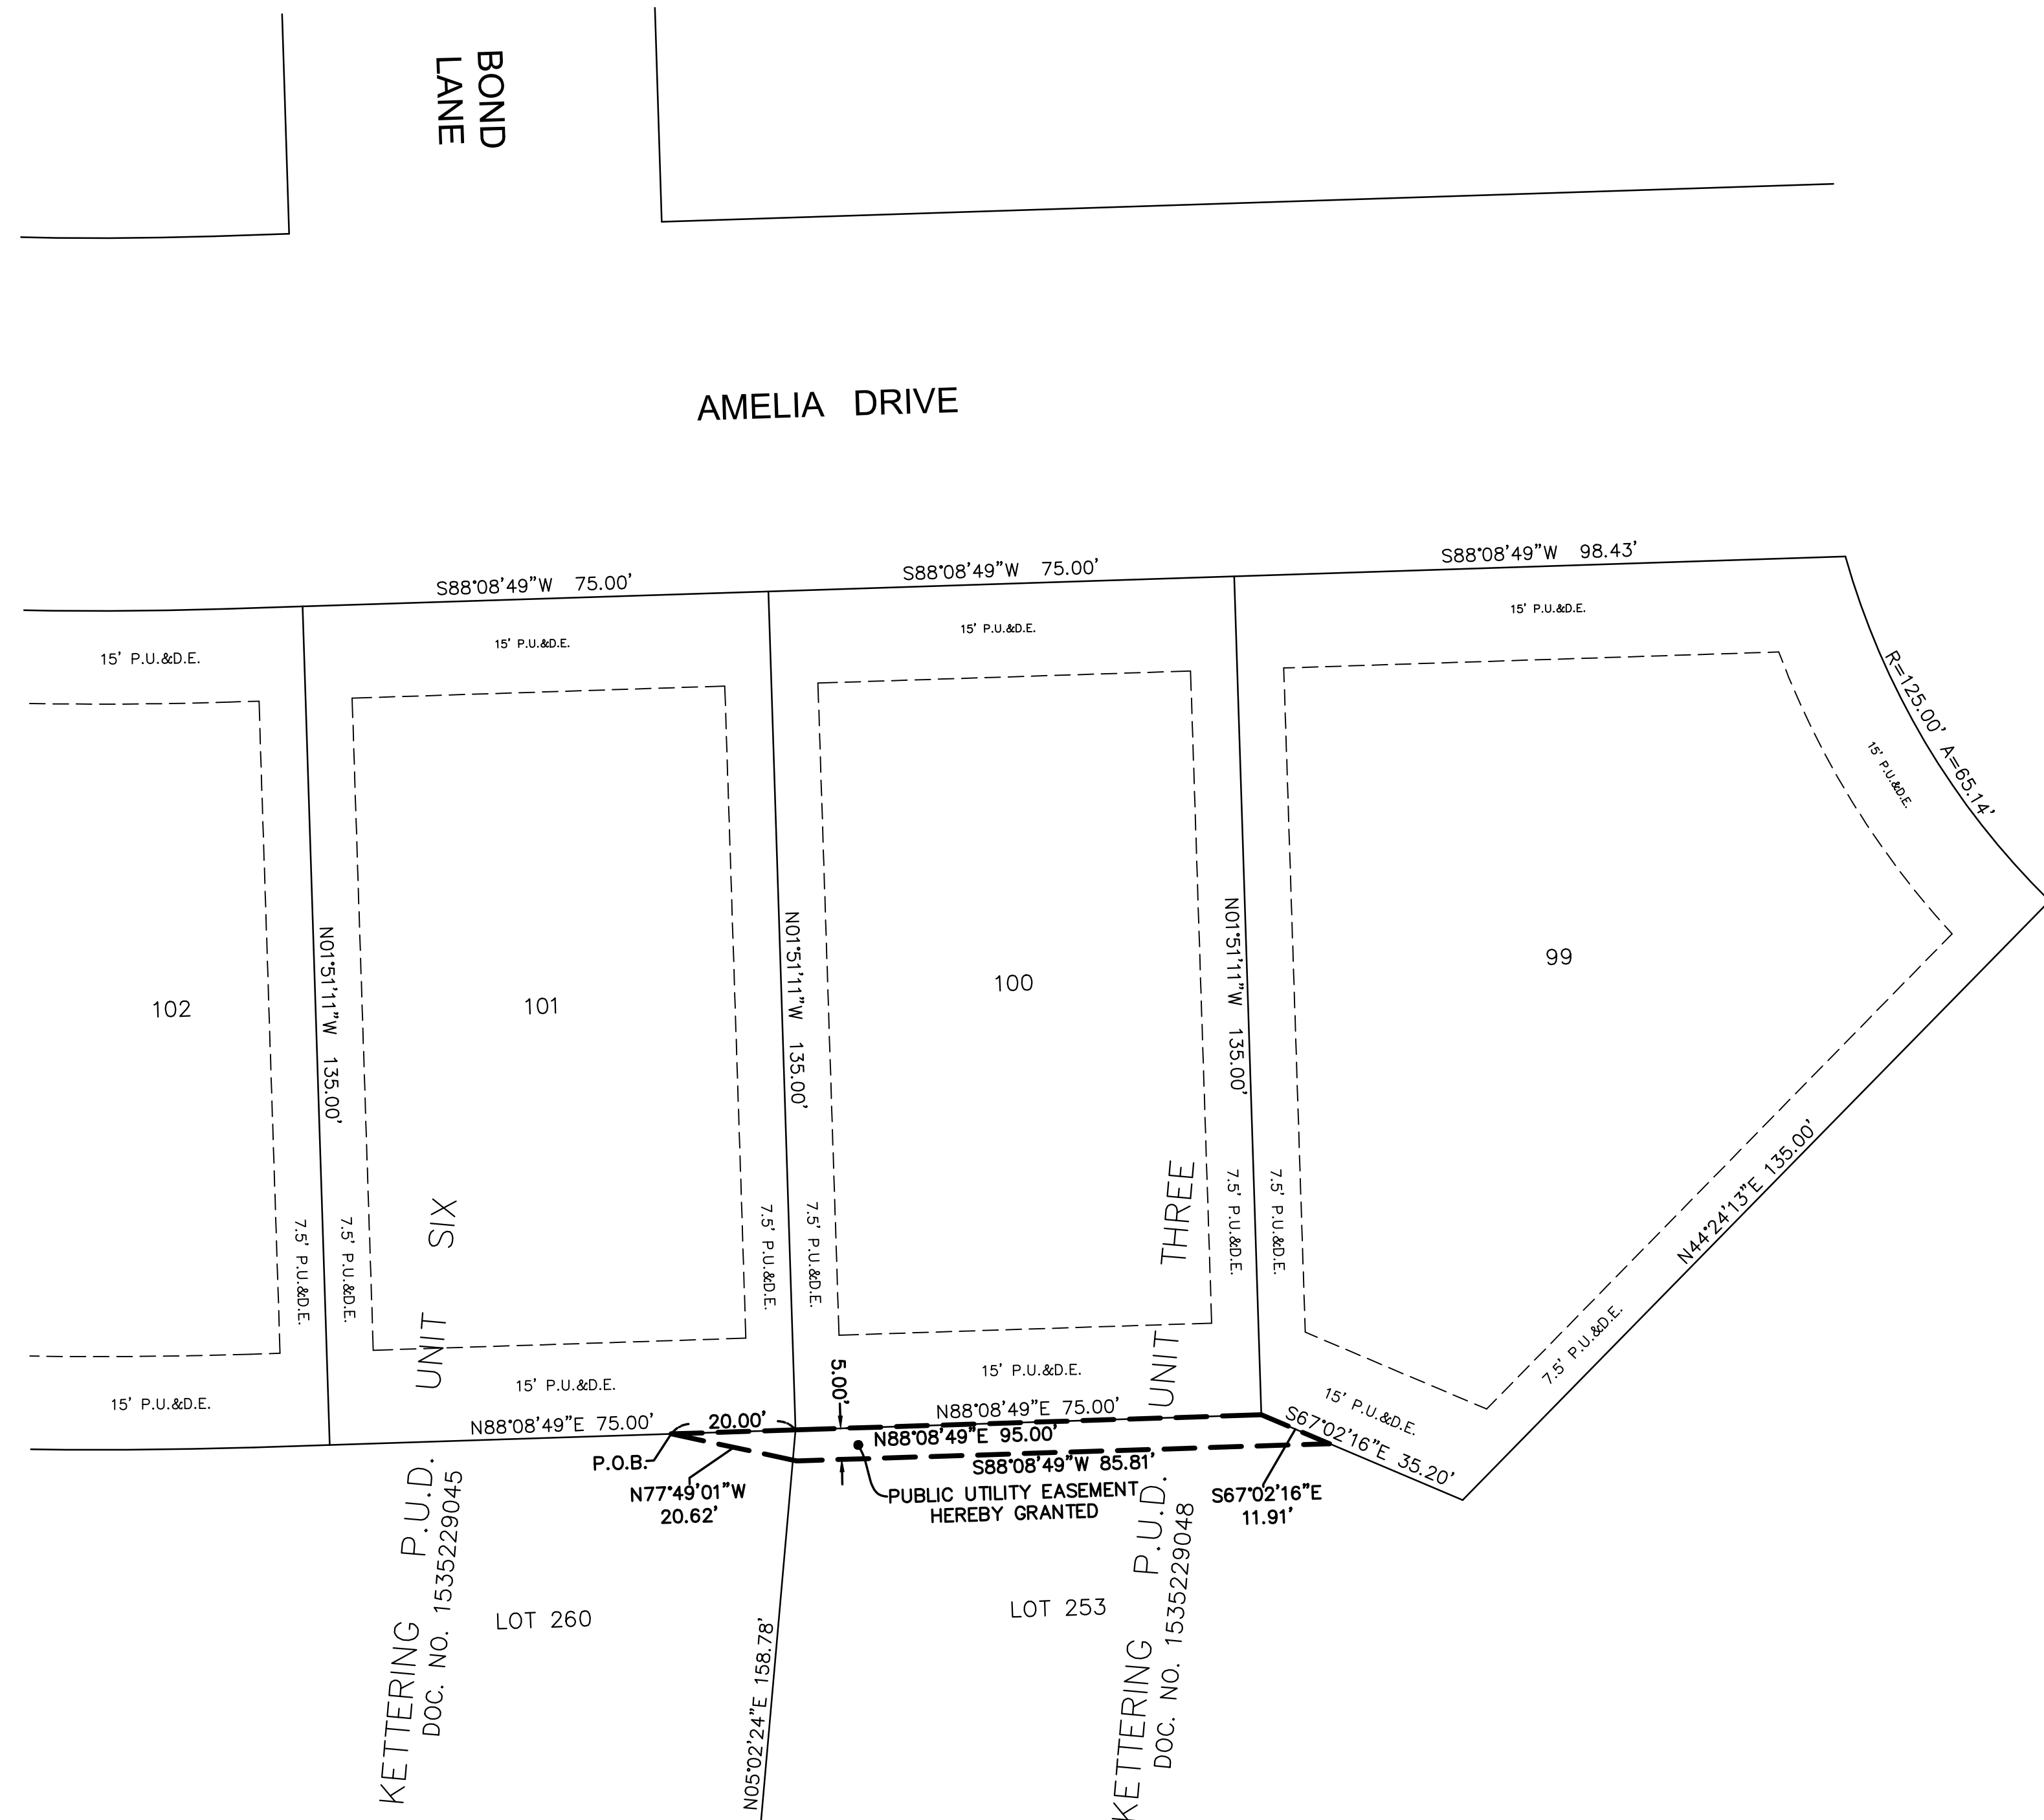 BOND
LANE
AMELIA DRIVE
S88°08'49"W 75.00'
S88°08'49"W 75.00'
S88°08'49"W 98.43'
15' P.U.&D.E.
15' P.U.&D.E.
15' P.U.&D.E.
15' P.U.&D.E.
R=125.00' A=65.14'
15' P.U.&D.E.
N01°51'11"W 135.00'
N01°51'11"W 135.00'
N01°51'11"W 135.00'
102
101
100
99
N44°24'13"E 135.00'
7.5' P.U.&D.E.
7.5' P.U.&D.E.
7.5' P.U.&D.E.
7.5' P.U.&D.E.
7.5' P.U.&D.E.
7.5' P.U.&D.E.
7.5' P.U.&D.E.
UNIT SIX
UNIT THREE
15' P.U.&D.E.
15' P.U.&D.E.
15' P.U.&D.E.
15' P.U.&D.E.
5.00'
N88°08'49"E 75.00'
20.00'
N88°08'49"E 75.00'
N88°08'49"E 95.00'
S67°02'16"E 35.20'
P.O.B.
S88°08'49"W 85.81'
N77°49'01"W
20.62'
PUBLIC UTILITY EASEMENT
HEREBY GRANTED
S67°02'16"E
11.91'
KETTERING P.U.D.
DOC. NO. 1535229045
KETTERING P.U.D.
DOC. NO. 1535229048
LOT 260
LOT 253
N05°02'24"E 158.78'